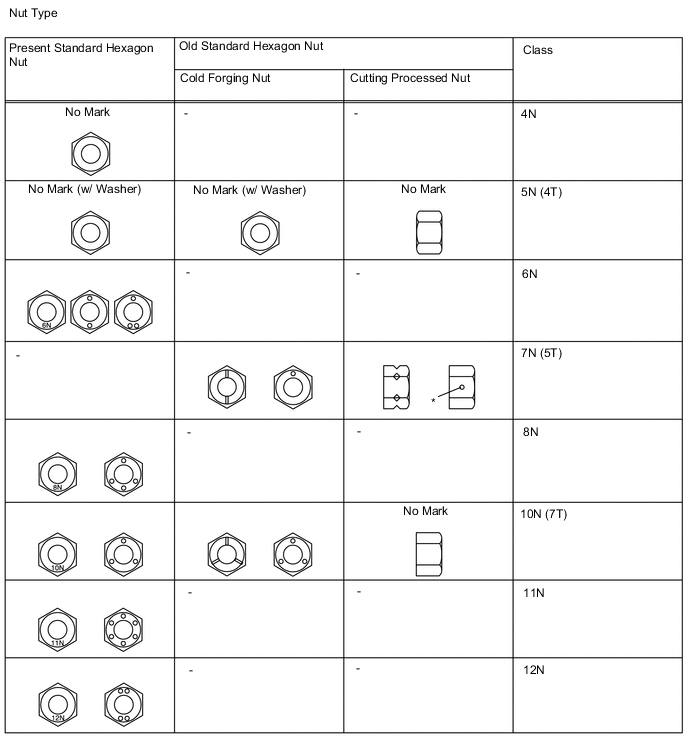 Nut Type
Present Standard Hexagon
Nut
Old Standard Hexagon Nut
Class
Cold Forging Nut
Cutting Processed Nut
No Mark
-
-
4N
No Mark (w/ Washer)
No Mark (w/ Washer)
No Mark
5N (4T)
6N
-
-
6N
-
*
7N (5T)
8N
-
-
8N
10N
No Mark
10N (7T)
11N
-
-
11N
12N
-
-
12N